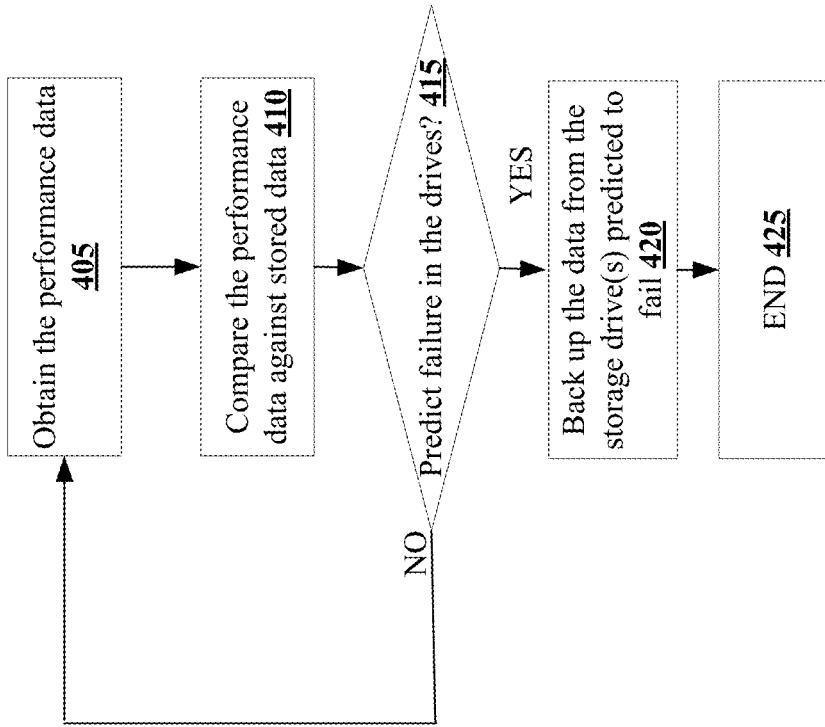 Obtain the performance data
405
Compare the performance
data against stored data 410
Predict failure in the drives? 415
NO
YES
Back up the data from the
storage drive(s) predicted to
fail 420
END 425